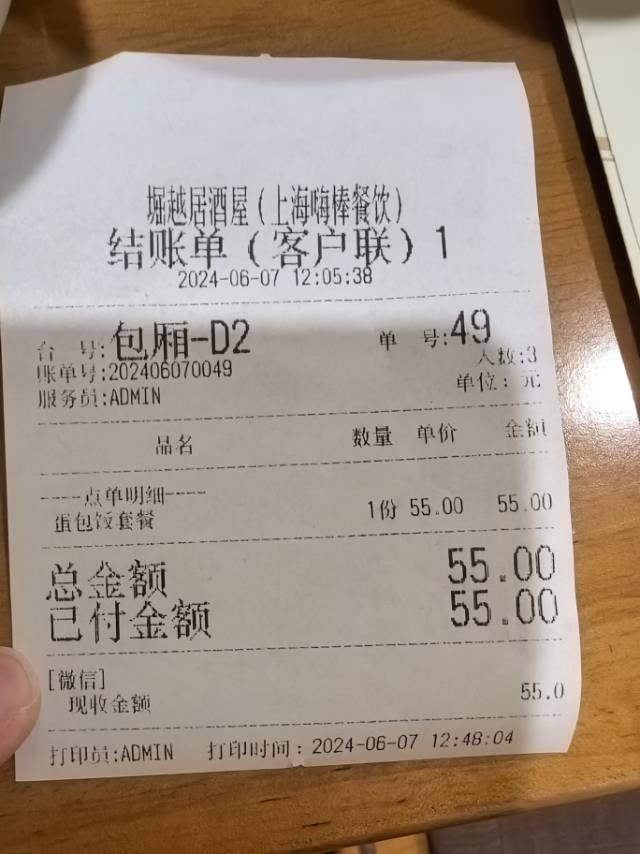 堀越居酒屋（上海嗨棒餐饮）
结账单（客户联）1
2024-06-07 12:05:38
台 号:包厢-D2 单 号:49
人数:3
账单号:202406070049
单位：元
服务员:ADMIN
品名 数量 单价 金额
----点单明细----
蛋包饭套餐 1份 55.00 55.00
总金额 55.00
已付金额 55.00
[微信]
现收金额 55.0
打印员:ADMIN 打印时间：2024-06-07 12:48:04